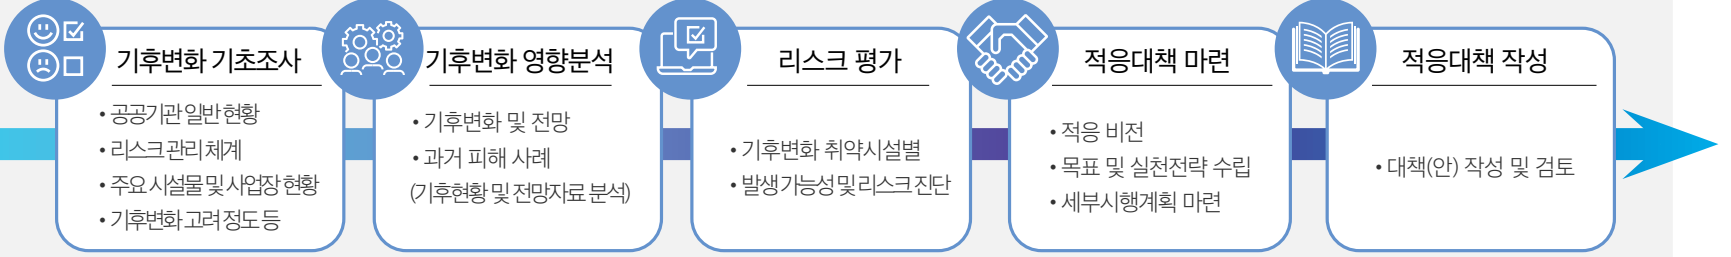 기후변화 기초조사
• 공공기관 일반 현황
• 리스크 관리 체계
• 주요 시설물 및 사업장 현황
• 기후변화 고려 정도 등
기후변화 영향분석
• 기후변화 및 전망
• 과거 피해 사례
(기후현황 및 전망자료 분석)
리스크 평가
• 기후변화 취약시설별
• 발생가능성 및 리스크 진단
적응대책 마련
• 적응 비전
• 목표 및 실천전략 수립
• 세부시행계획 마련
적응대책 작성
• 대책(안) 작성 및 검토